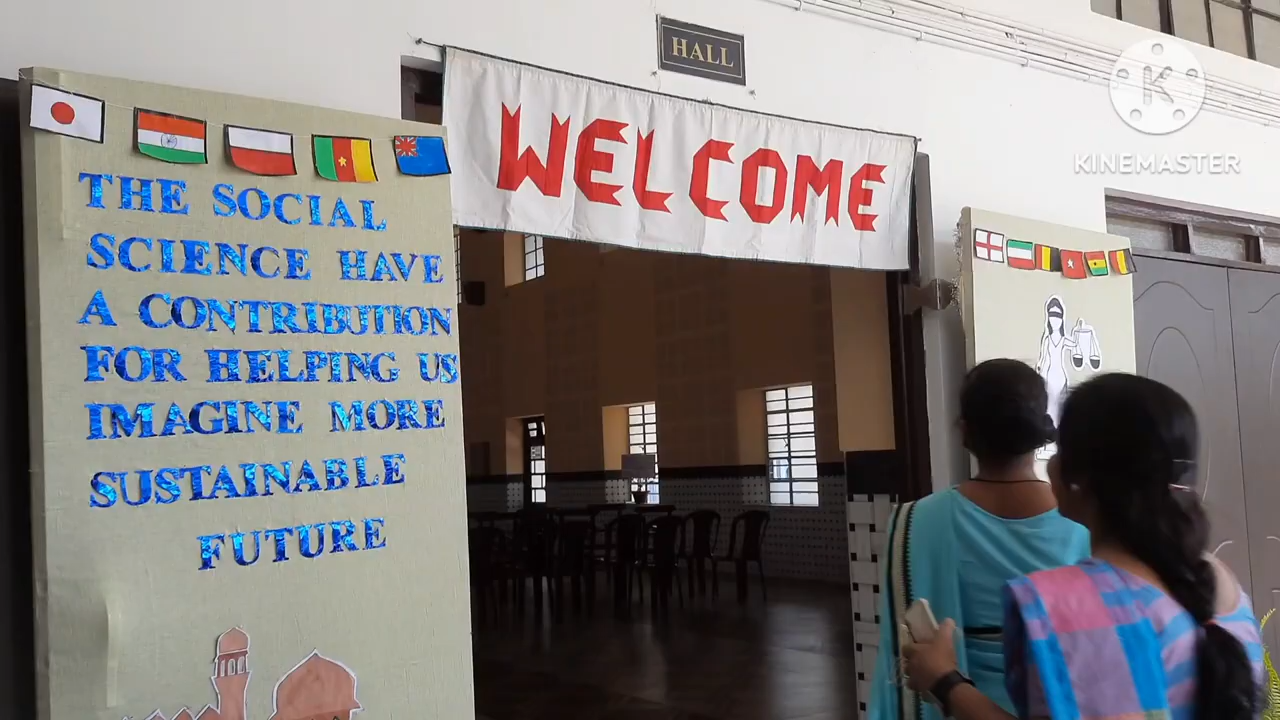 HALL
WELCOME
THE SOCIAL
SCIENCE HAVE
A CONTRIBUTION
FOR HELPING US
IMAGINE MORE
SUSTAINABLE
FUTURE
K
KINEMASTER